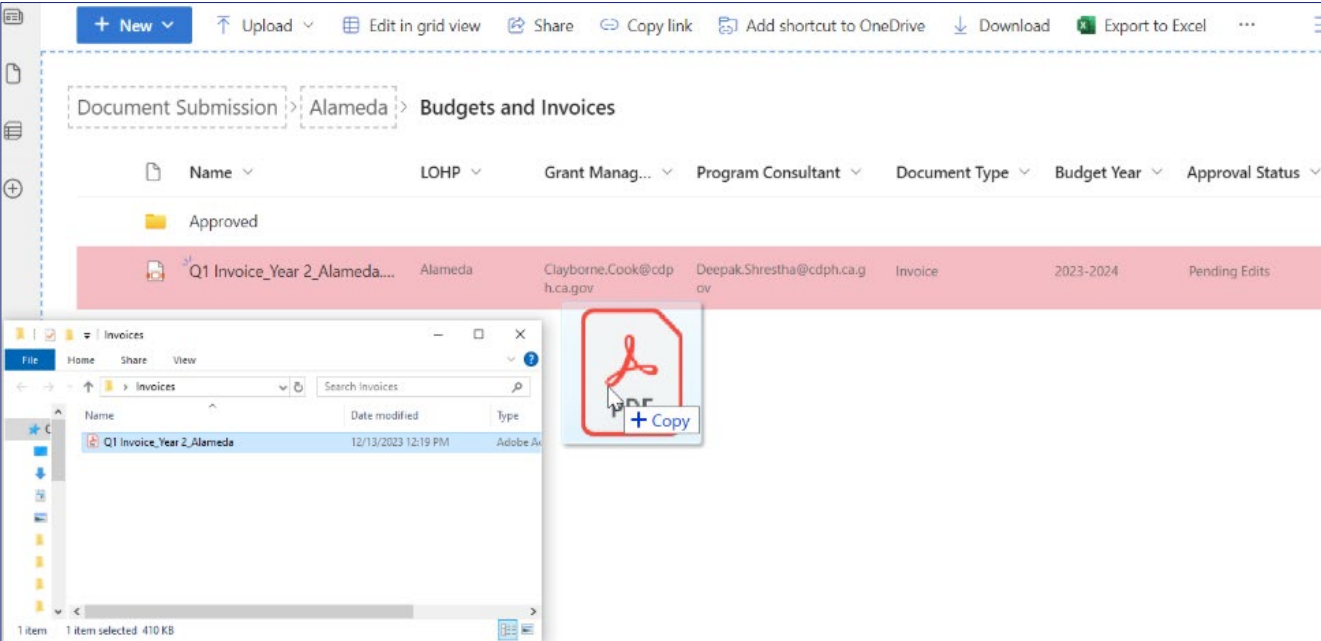 + New Upload Edit in grid view Share Copy link Add shortcut to OneDrive Download Export to Excel ...
Document Submission > Alameda > Budgets and Invoices
Name LOHP Grant Manag... Program Consultant Document Type Budget Year Approval Status
Approved
Q1 Invoice_Year 2_Alameda.... Alameda Clayborne.Cook@cdp Deepak.Shrestha@cdph.ca.g Invoice 2023-2024 Pending Edits
h.ca.gov ov
Invoices
File Home Share View
Invoices Search Invoices
Name Date modified Type
Q1 Invoice_Year 2_Alameda 12/13/2023 12:19 PM Adobe Ac
PDF
+ Copy
1 item 1 item selected 410 KB